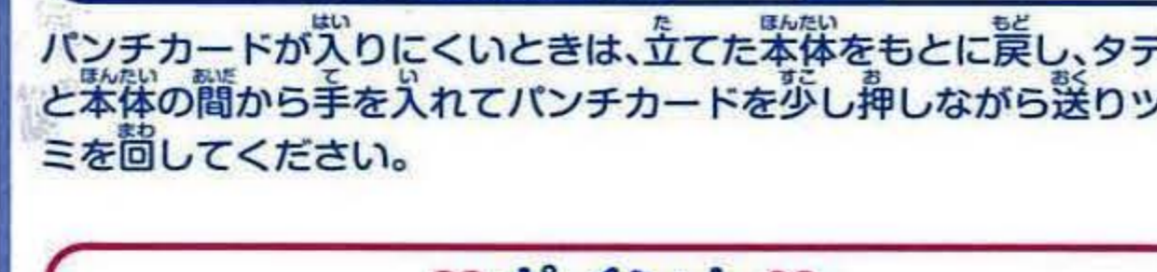 パンチカードが入りにくいときは、立てた本体をもとに戻し、タテ
と本体の間から手を入れてパンチカードを少し押しながら送りツ
ミを回してください。